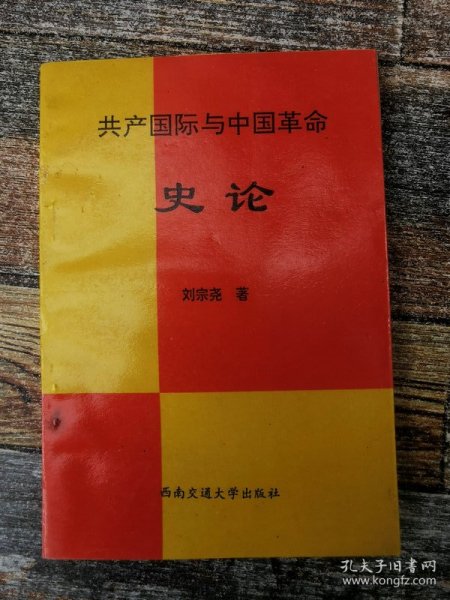 共产国际与中国革命
史论
刘宗尧 著
西南交通大学出版社
孔夫子旧书网
www.kongfz.com